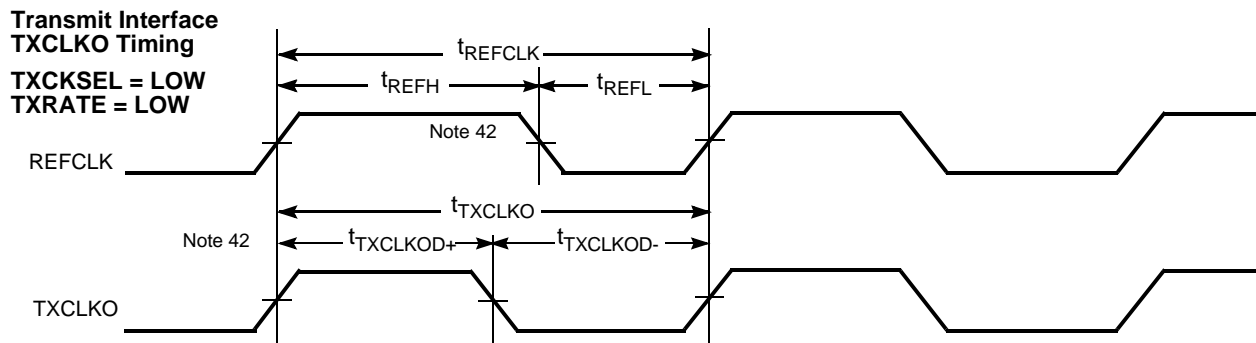 Transmit Interface
TXCLKO Timing
TXCKSEL = LOW
TXRATE = LOW
tREFCLK
tREFH
tREFL
Note 42
REFCLK
tTXCLKO
Note 42
tTXCLKOD+
tTXCLKOD-
TXCLKO